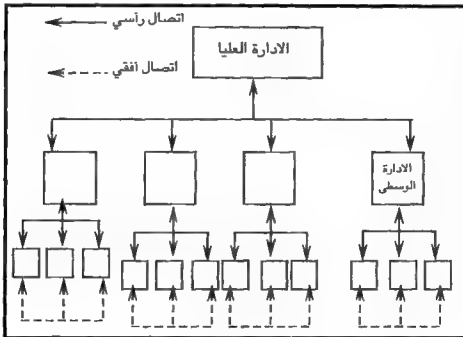 اتصال رأسي
الادارة العليا
اتصال أفقي
الادارة
الوسطى